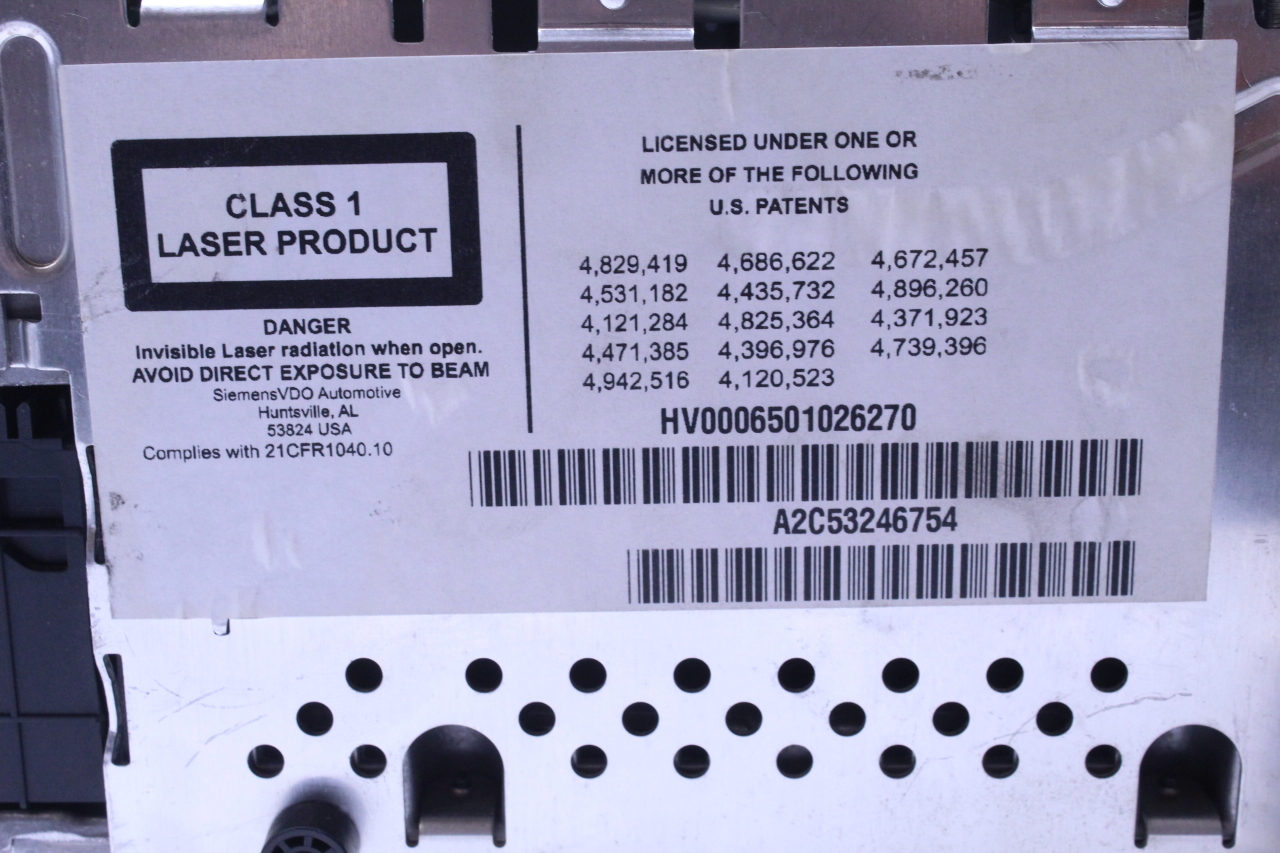 CLASS 1
LASER PRODUCT
DANGER
Invisible Laser radiation when open.
AVOID DIRECT EXPOSURE TO BEAM
SiemensVDO Automotive
Huntsville, AL
53824 USA
Complies with 21CFR1040.10
LICENSED UNDER ONE OR
MORE OF THE FOLLOWING
U.S. PATENTS
4,829,419 4,686,622 4,672,457
4,531,182 4,435,732 4,896,260
4,121,284 4,825,364 4,371,923
4,471,385 4,396,976 4,739,396
4,942,516 4,120,523
HV0006501026270
A2C53246754